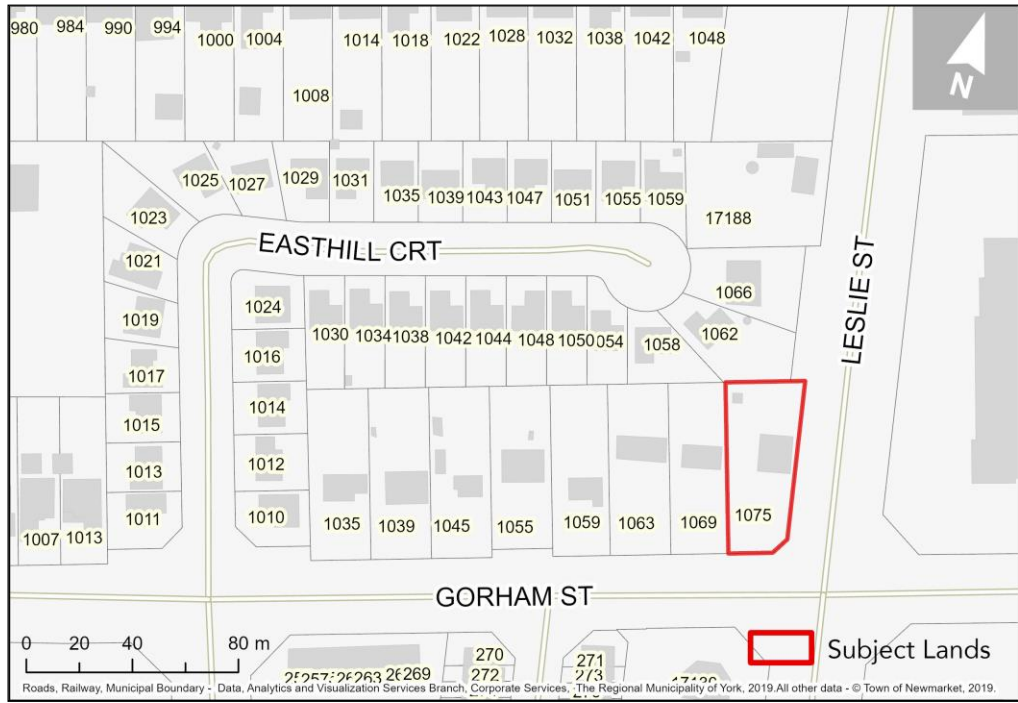 980 984 990 994 1000 1004 1014 1018 1022 1028 1032 1038 1042 1048
N
1008
1025 1027 1029 1031 1035 1039 1043 1047 1051 1055 1059
1023
17188
EASTHILL CRT
LESLIE ST
1021
1066
1024
1019
1030 1034 1038 1042 1044 1048 1050 054 1058 1062
1016
1017
1014
1015
1012
1013
1010
1011
1007 1013
1035 1039 1045 1055 1059 1063 1069 1075
GORHAM ST
0 20 40 80 m
270
271
272
273
263
269
Subject Lands
Roads, Railway, Municipal Boundary - Data, Analytics and Visualization Services Branch, Corporate Services, The Regional Municipality of York, 2019.All other data - © Town of Newmarket, 2019.